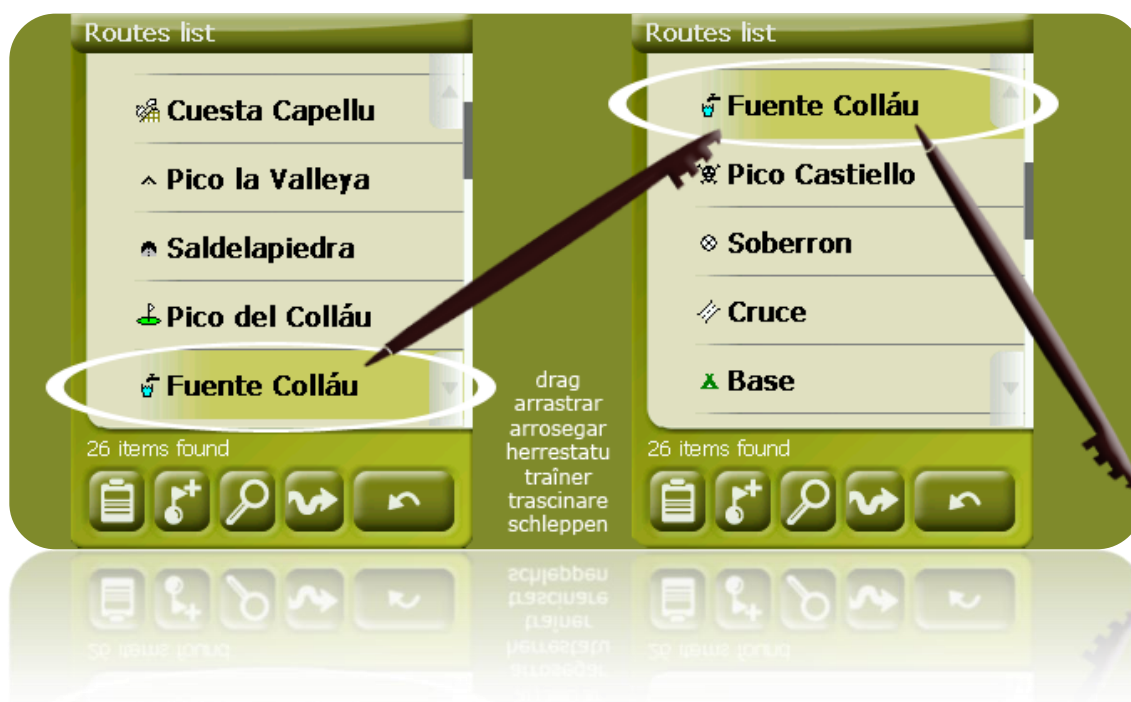 Routes list
Cuesta Capellu
Pico la Valleya
Saldelapiedra
Pico del Colláu
Fuente Colláu
26 items found
drag
arrastrar
arrosegar
herrestatu
traîner
trascinare
schleppen
Routes list
Fuente Colláu
Pico Castiello
Soberron
Cruce
Base
26 items found